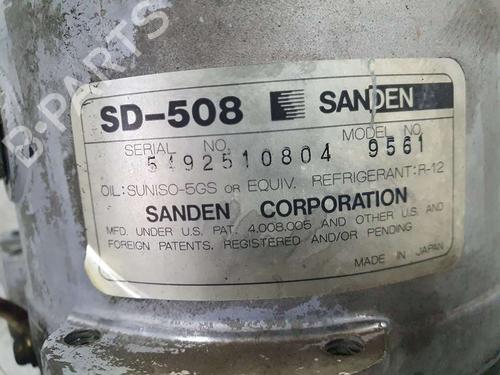 B-PARTS
SD-508 SANDEN
SERIAL NO. MODEL NO.
5492510804 9561
OIL: SUNISO-5GS OR EQUIV. REFRIGERANT: R-12
SANDEN CORPORATION
MFD. UNDER U.S. PAT. 4.008.005 AND OTHER U.S. AND
FOREIGN PATENTS, REGISTERED AND/OR PENDING
MADE IN JAPAN